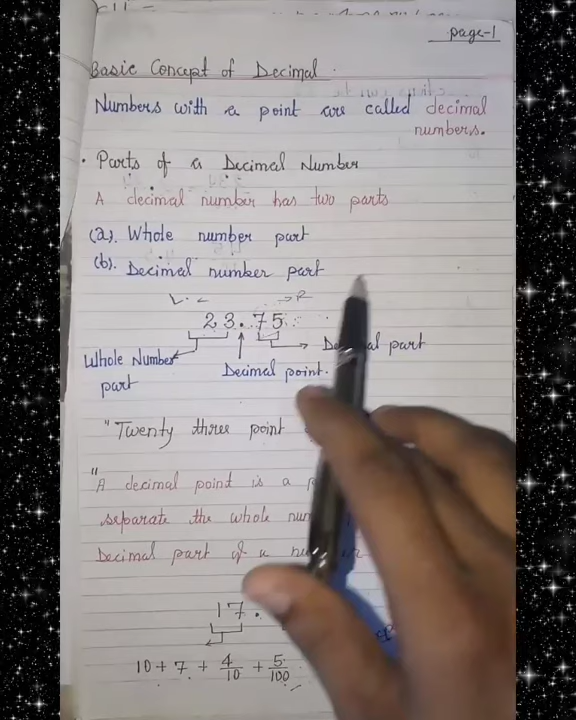 page-1
Basic Concept of Decimal
Numbers with a point are called decimal
numbers.
• Parts of a Decimal Number
A decimal number has two parts
(a). Whole number part
(b). Decimal number part
L. ← → R
23.75
Whole Number
part
Decimal point.
part
"Twenty three point
"A decimal point is a
separate the whole
Decimal part of a
17.
10 + 7 + 4/10 + 5/100